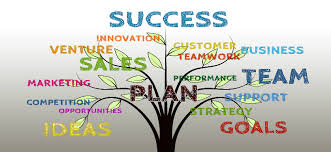 SUCCESS
INNOVATION
VENTURE
CUSTOMER
TEAMWORK
BUSINESS
SALES
MARKETING
PERFORMANCE
TEAM
PLAN
COMPETITION
SUPPORT
OPPORTUNITIES
STRATEGY
IDEAS
GOALS